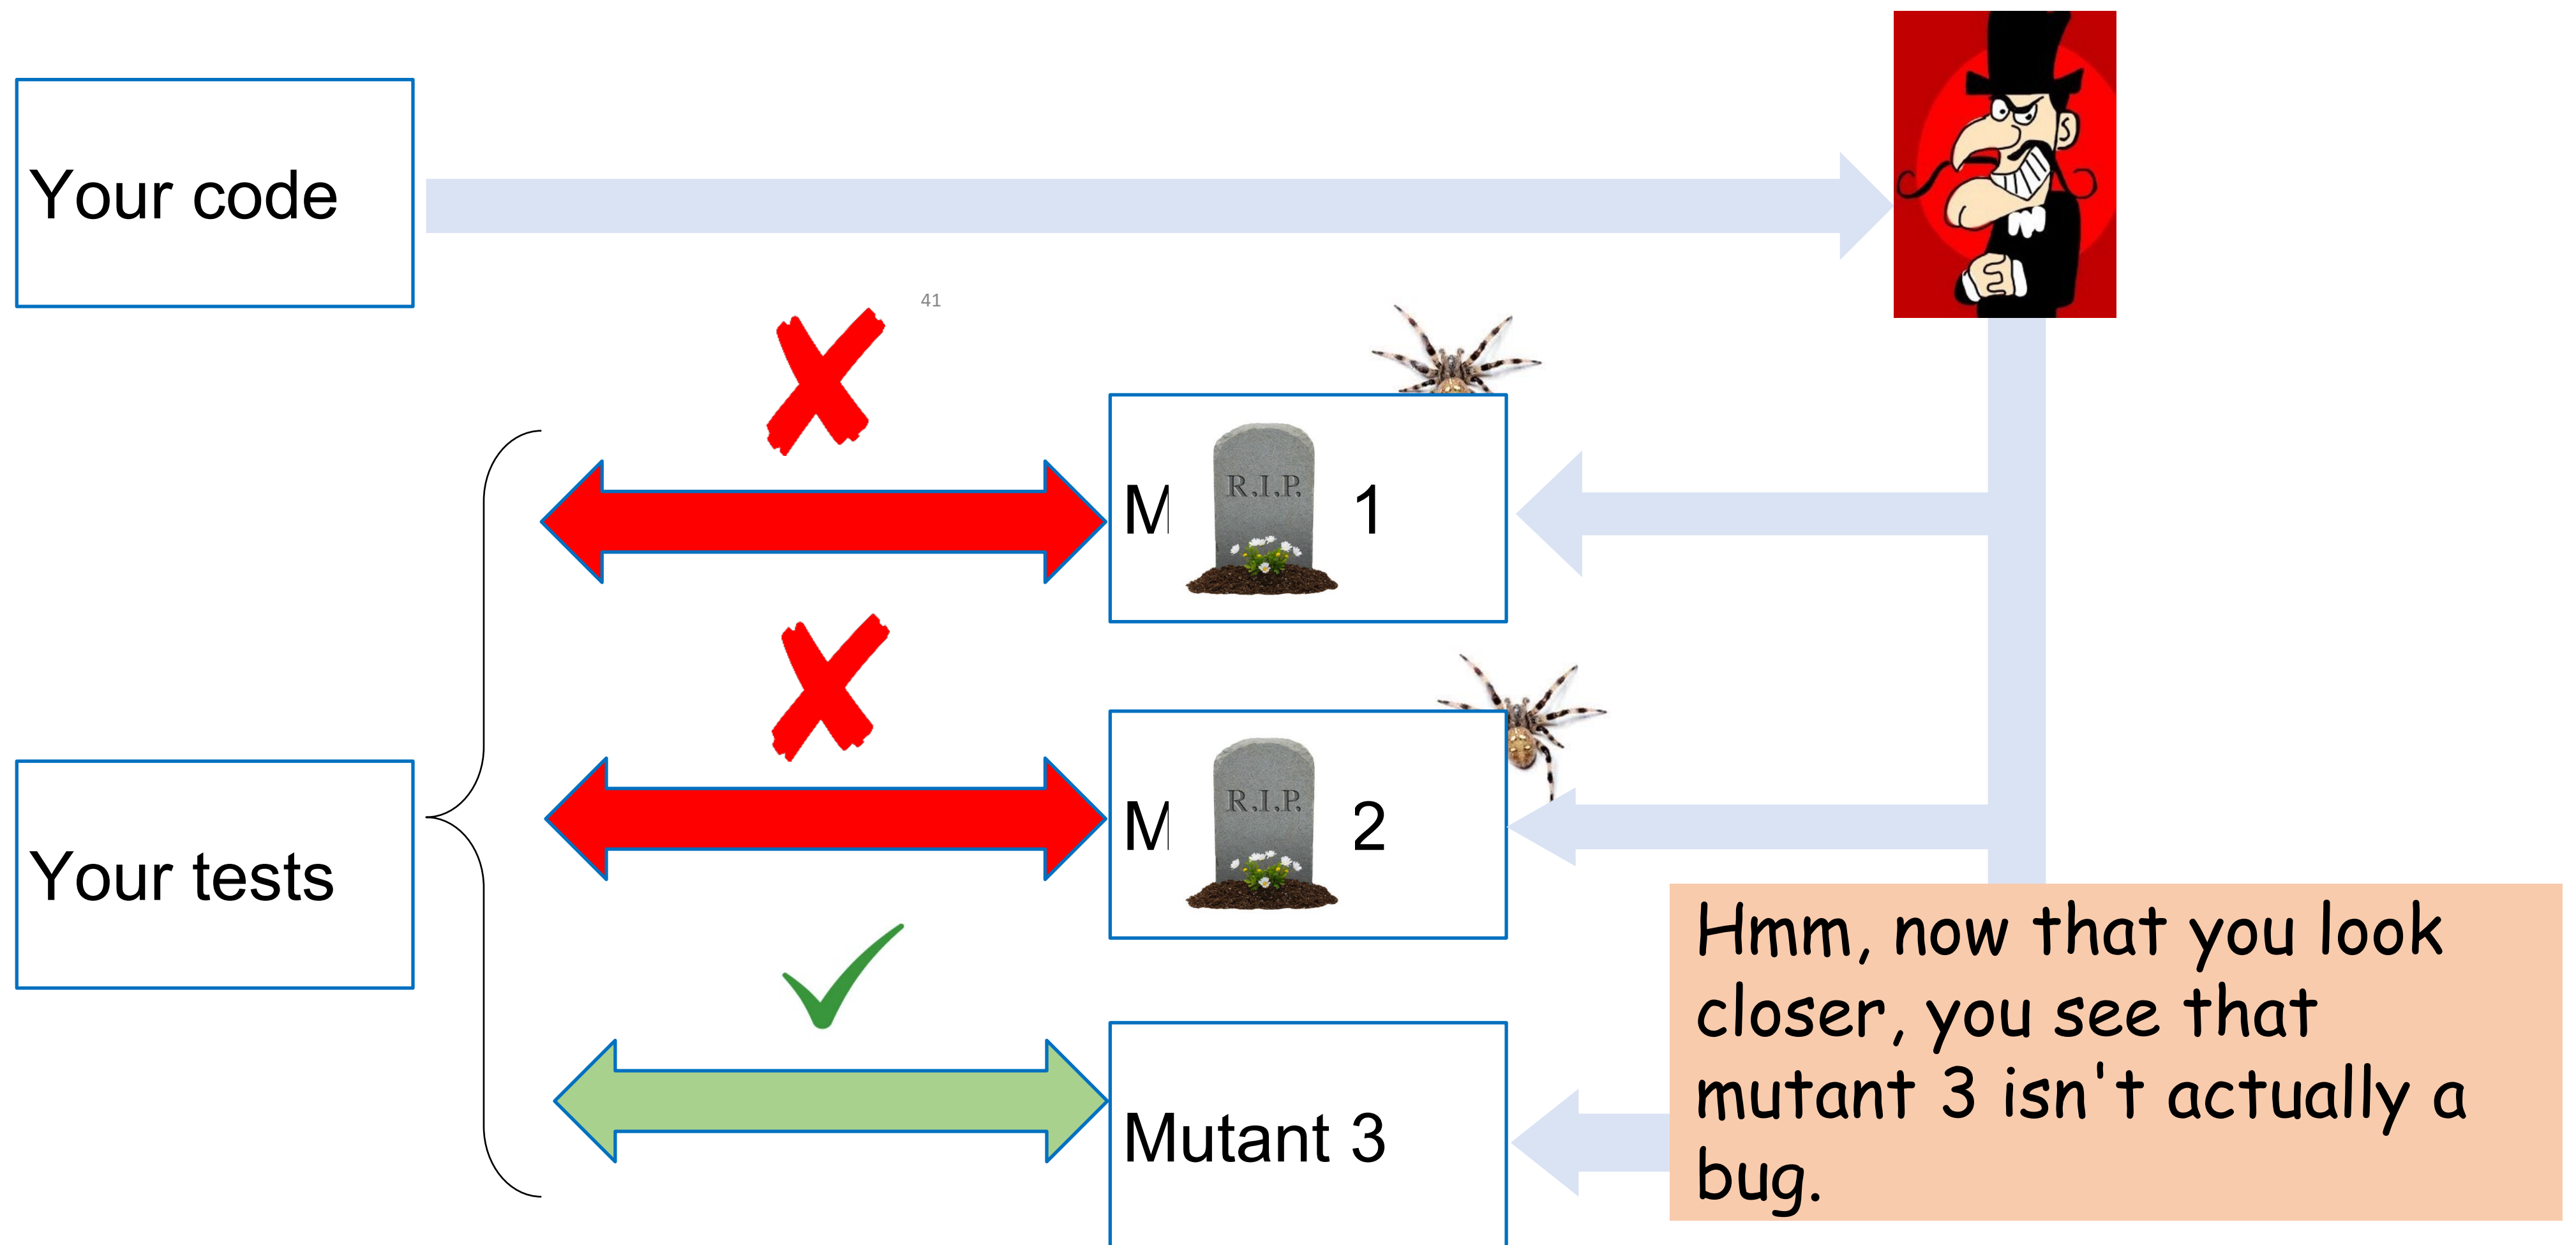 Your code
41
M
R.I.P.
1
M
R.I.P.
2
Your tests
Mutant 3
Hmm, now that you look
closer, you see that
mutant 3 isn't actually a
bug.